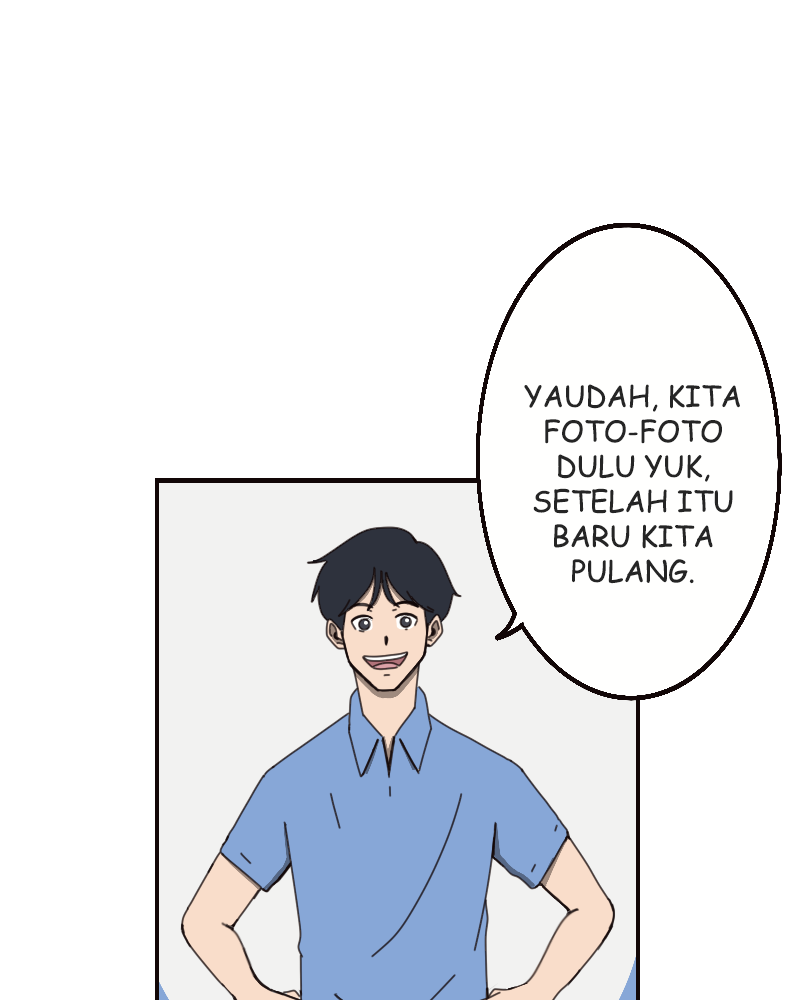 YAUDAH, KITA
FOTO-FOTO
DULU YUK,
SETELAH ITU
BARU KITA
PULANG.